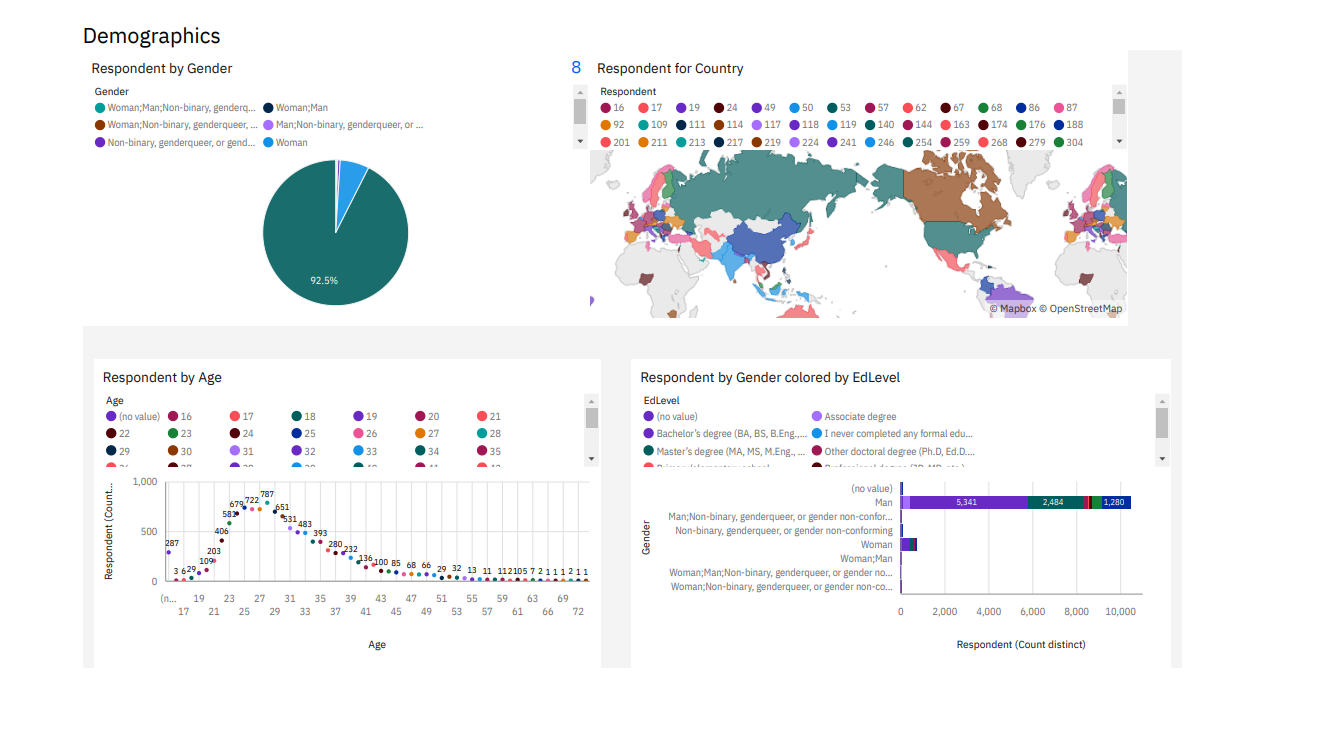 Demographics
Respondent by Gender
8
Gender
Woman;Man;Non-binary, genderq...
Woman;Man
Woman;Non-binary, genderqueer, ...
Man;Non-binary, genderqueer, or ...
Non-binary, genderqueer, or gend...
Woman
92.5%
Respondent for Country
Respondent
16 17 19 24 49 50 53 57 62 67 68 86 87
92 109 111 114 117 118 119 140 144 163 174 176 188
201 211 213 217 219 224 241 246 254 259 268 279 304
© Mapbox © OpenStreetMap
Respondent by Age
Age
(no value) 16 17 18 19 20 21
22 23 24 25 26 27 28
29 30 31 32 33 34 35
Respondent (Count...
1,000
500
0
287 3 6 29 109 203 406 583 679 722 787 651 531 483 393 280 232 136 100 85 68 66 29 32 13 11 11 2 10 5 7 2 1 1 1 2 1 1
(n... 19 23 27 31 35 39 43 47 51 55 59 63 69
17 21 25 29 33 37 41 45 49 53 57 61 66 72
Age
Respondent by Gender colored by EdLevel
EdLevel
(no value)
Associate degree
Bachelor's degree (BA, BS, B.Eng.,...
I never completed any formal edu...
Master's degree (MA, MS, M.Eng., ...
Other doctoral degree (Ph.D, Ed.D....
Gender
(no value)
Man
5,341 2,484 1,280
Man;Non-binary, genderqueer, or gender non-confor...
Non-binary, genderqueer, or gender non-conforming
Woman
Woman;Man
Woman;Man;Non-binary, genderqueer, or gender no...
Woman;Non-binary, genderqueer, or gender non-co...
0 2,000 4,000 6,000 8,000 10,000
Respondent (Count distinct)